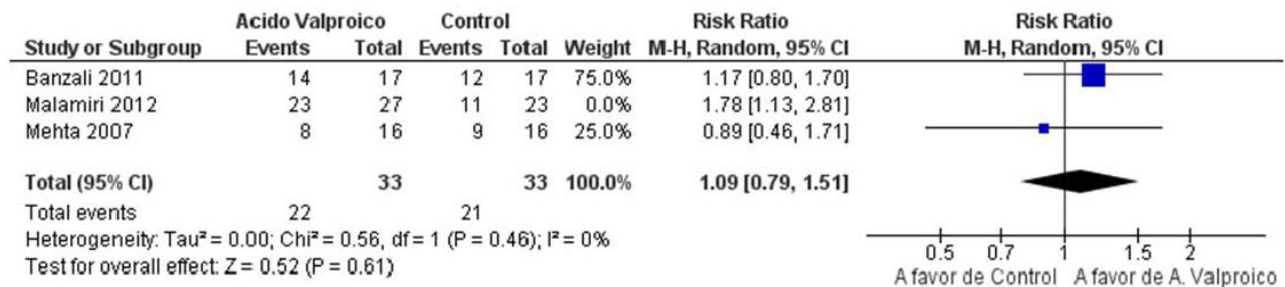 Acido Valproico Control Risk Ratio Risk Ratio
Study or Subgroup Events Total Events Total Weight M-H, Random, 95% CI M-H, Random, 95% CI
Banzali 2011 14 17 12 17 75.0% 1.17 [0.80, 1.70]
Malamiri 2012 23 27 11 23 0.0% 1.78 [1.13, 2.81]
Mehta 2007 8 16 9 16 25.0% 0.89 [0.46, 1.71]
Total (95% CI) 33 33 100.0% 1.09 [0.79, 1.51]
Total events 22 21
Heterogeneity: Tau² = 0.00; Chi² = 0.56, df = 1 (P = 0.46); I² = 0%
Test for overall effect: Z = 0.52 (P = 0.61)
0.5 0.7 1 1.5 2
A favor de Control A favor de A. Valproico